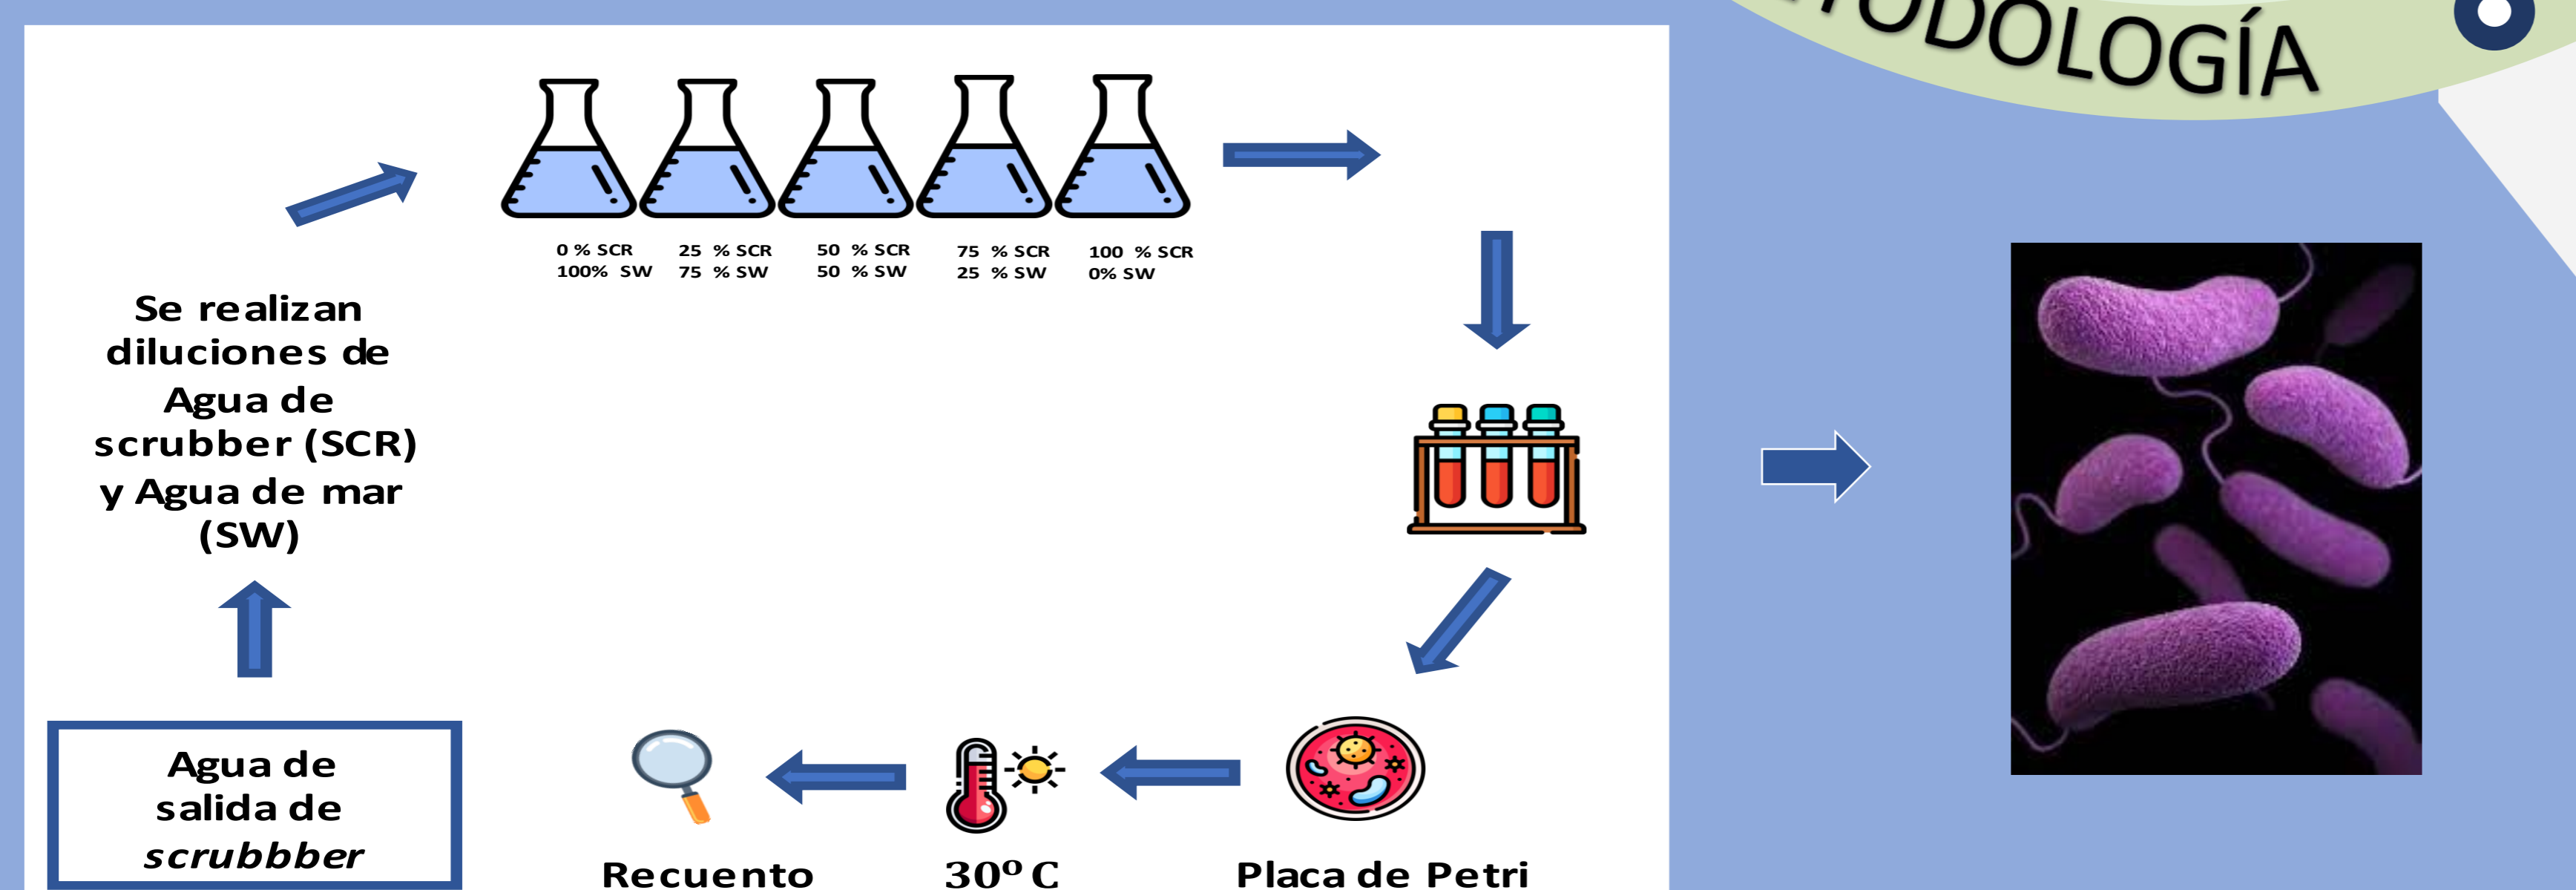 TODOLOGÍA
0 % SCR
100% SW
25 % SCR
75 % SW
50 % SCR
50 % SW
75 % SCR
25 % SW
100 % SCR
0% SW
Se realizan
diluciones de
Agua de
scrubber (SCR)
y Agua de mar
(SW)
Agua de
salida de
scrubbber
Recuento
30º C
Placa de Petri